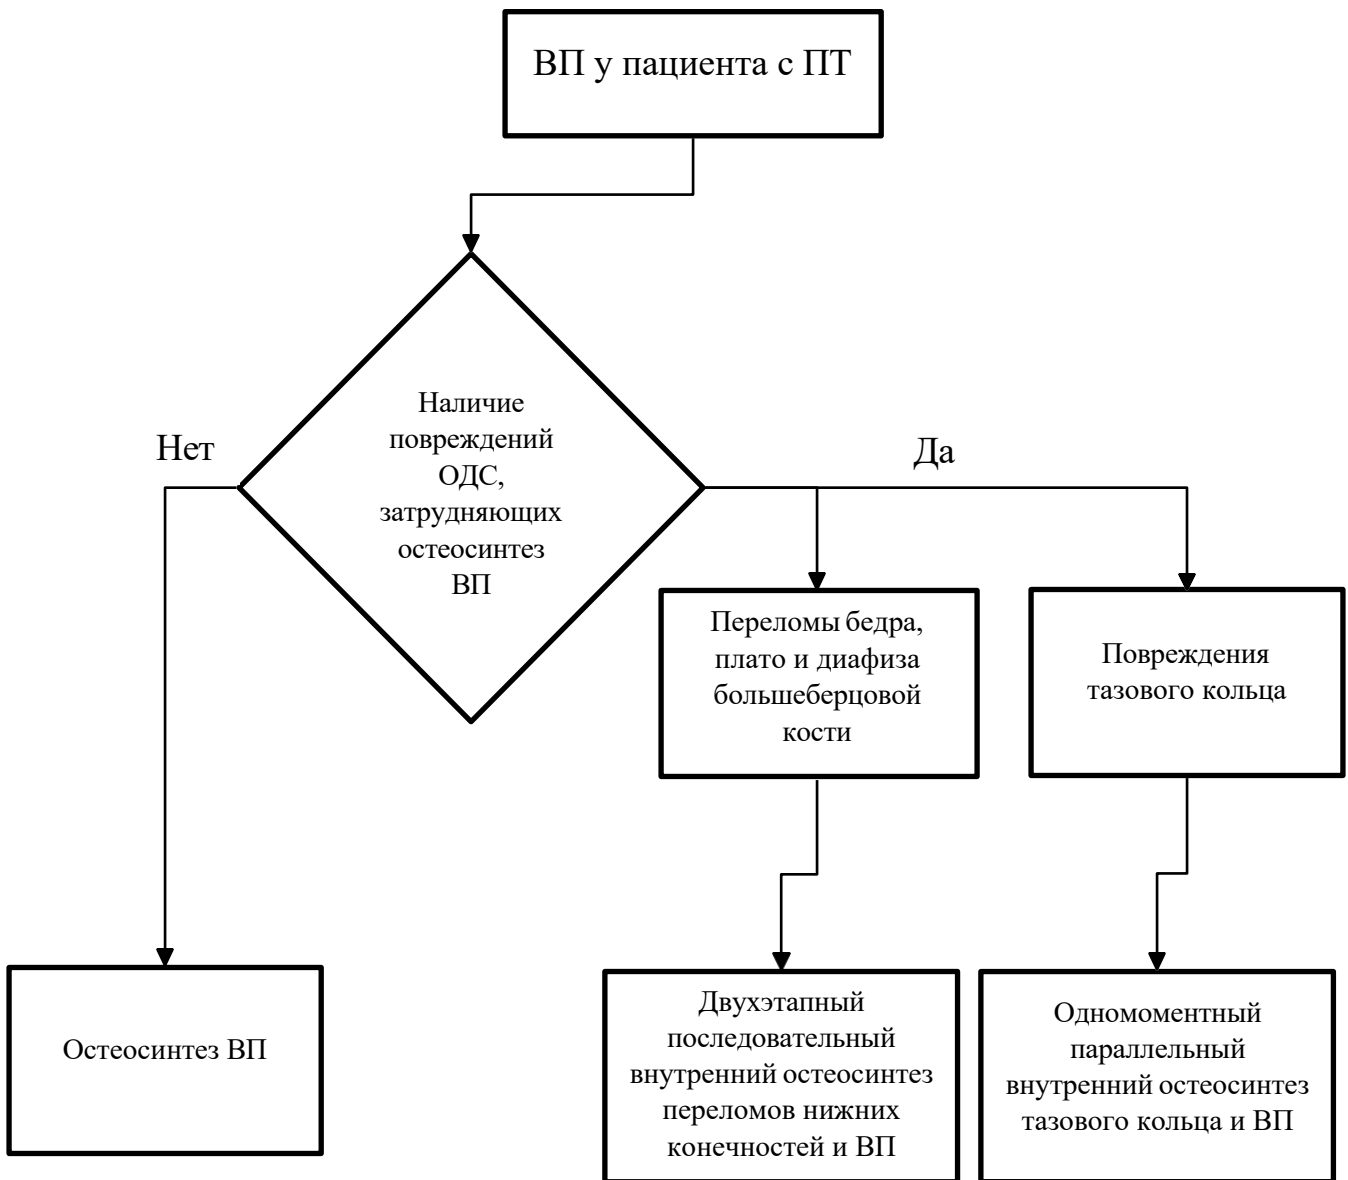 ВП у пациента с ПТ
Наличие
повреждений
ОДС,
затрудняющих
остеосинтез
ВП
Нет
Да
Переломы бедра,
плато и диафиза
большеберцовой
кости
Повреждения
тазового кольца
Остеосинтез ВП
Двухэтапный
последовательный
внутренний остеосинтез
переломов нижних
конечностей и ВП
Одномоментный
параллельный
внутренний остеосинтез
тазового кольца и ВП